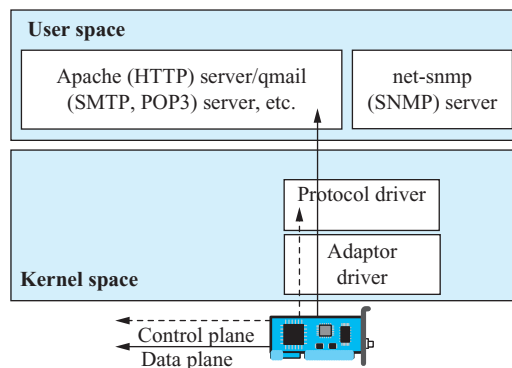 User space
Apache (HTTP) server/qmail
(SMTP, POP3) server, etc.
net-snmp
(SNMP) server
Protocol driver
Adaptor
driver
Kernel space
Control plane
Data plane